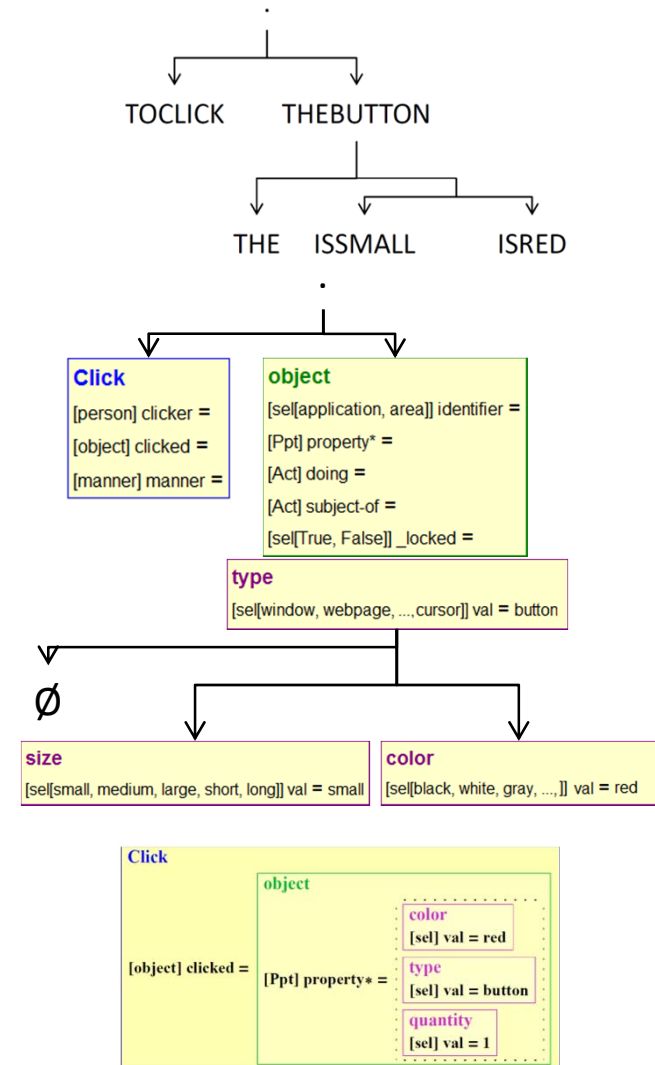 .
TOCLICK THEBUTTON
THE ISSMALL ISRED
.
Click
[person] clicker =
[object] clicked =
[manner] manner =
object
[sel[application, area]] identifier =
[Ppt] property* =
[Act] doing =
[Act] subject-of =
[sel[True, False]] _locked =
type
[sel[window, webpage, ...,cursor]] val = button
Ø
size
[sel[small, medium, large, short, long]] val = small
color
[sel[black, white, gray, ...,]] val = red
Click
[object] clicked =
object
[Ppt] property* =
color
[sel] val = red
type
[sel] val = button
quantity
[sel] val = 1